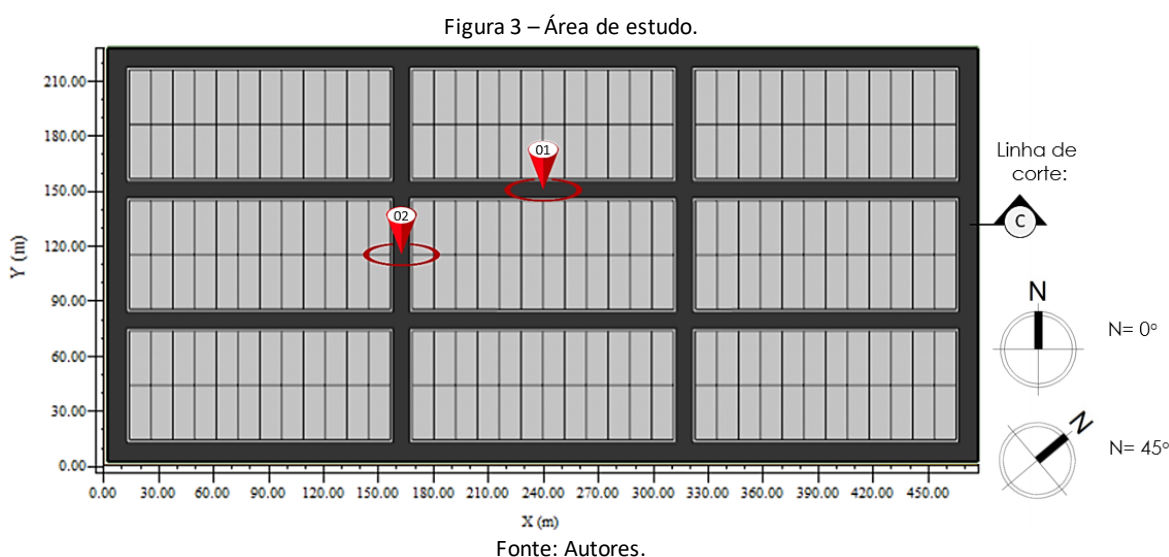 Figura 3 – Área de estudo.
210.00
180.00
150.00
120.00
90.00
60.00
30.00
0.00
Y (m)
01
02
0.00 30.00 60.00 90.00 120.00 150.00 180.00 210.00 240.00 270.00 300.00 330.00 360.00 390.00 420.00 450.00
X (m)
Linha de
corte:
C
N
N= 0º
N
N= 45º
Fonte: Autores.